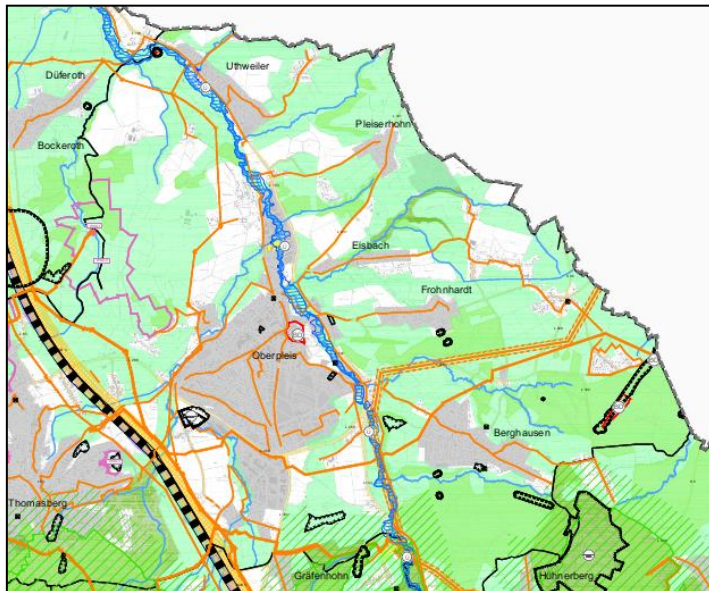 Uthweiler
Düferoth
Pleiserhohn
Bockeroth
Eisbach
Frohnhardt
Oberpleis
Berghausen
Thomasberg
Gräfenhohn
Hühnerberg